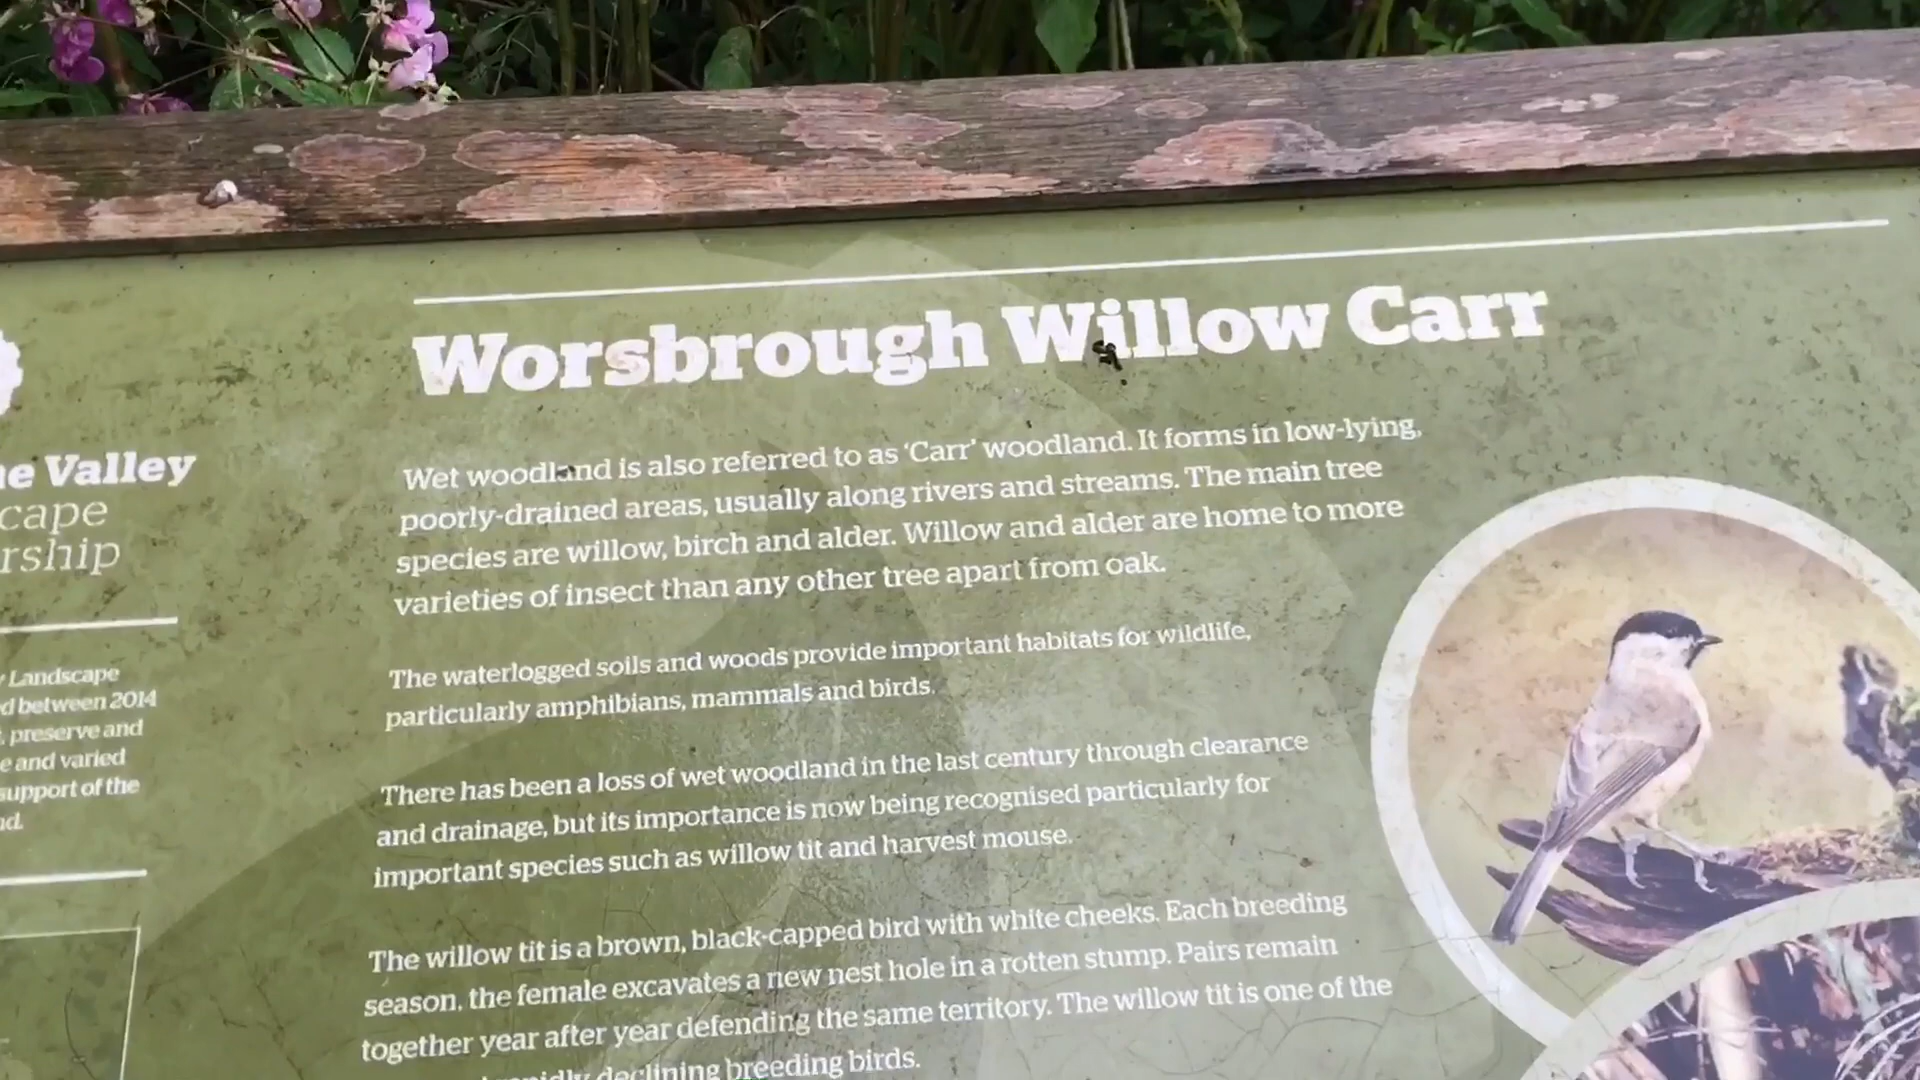 Worsbrough Willow Carr
Wet woodland is also referred to as 'Carr' woodland. It forms in low-lying,
poorly-drained areas, usually along rivers and streams. The main tree
species are willow, birch and alder. Willow and alder are home to more
varieties of insect than any other tree apart from oak.
The waterlogged soils and woods provide important habitats for wildlife,
particularly amphibians, mammals and birds.
There has been a loss of wet woodland in the last century through clearance
and drainage, but its importance is now being recognised particularly for
important species such as willow tit and harvest mouse.
The willow tit is a brown, black-capped bird with white cheeks. Each breeding
season, the female excavates a new nest hole in a rotten stump. Pairs remain
together year after year defending the same territory. The willow tit is one of the
declining breeding birds.
Valley
Landscape
between 2014
preserve and
and varied
support of the